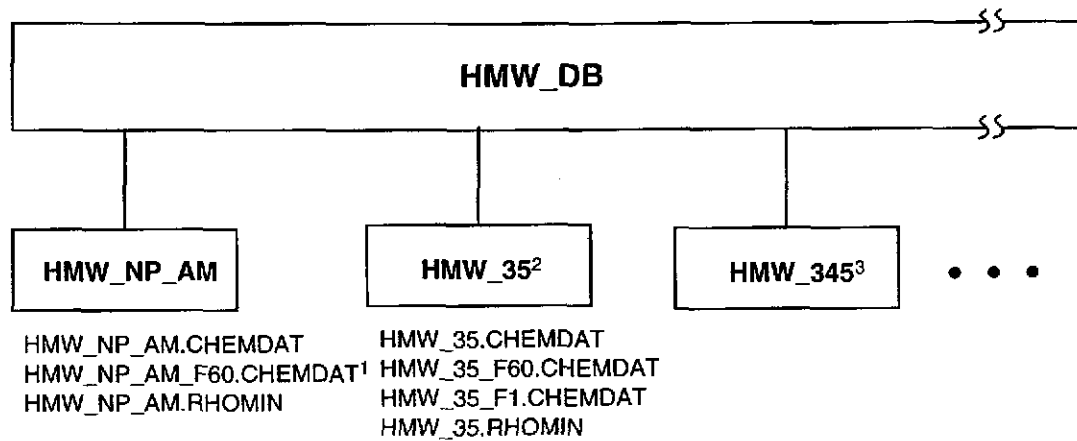 HMW_DB
HMW_NP_AM
HMW_35²
HMW_345³
• • •
HMW_NP_AM.CHEMDAT
HMW_NP_AM_F60.CHEMDAT¹
HMW_NP_AM.RHOMIN
HMW_35.CHEMDAT
HMW_35_F60.CHEMDAT
HMW_35_F1.CHEMDAT
HMW_35.RHOMIN